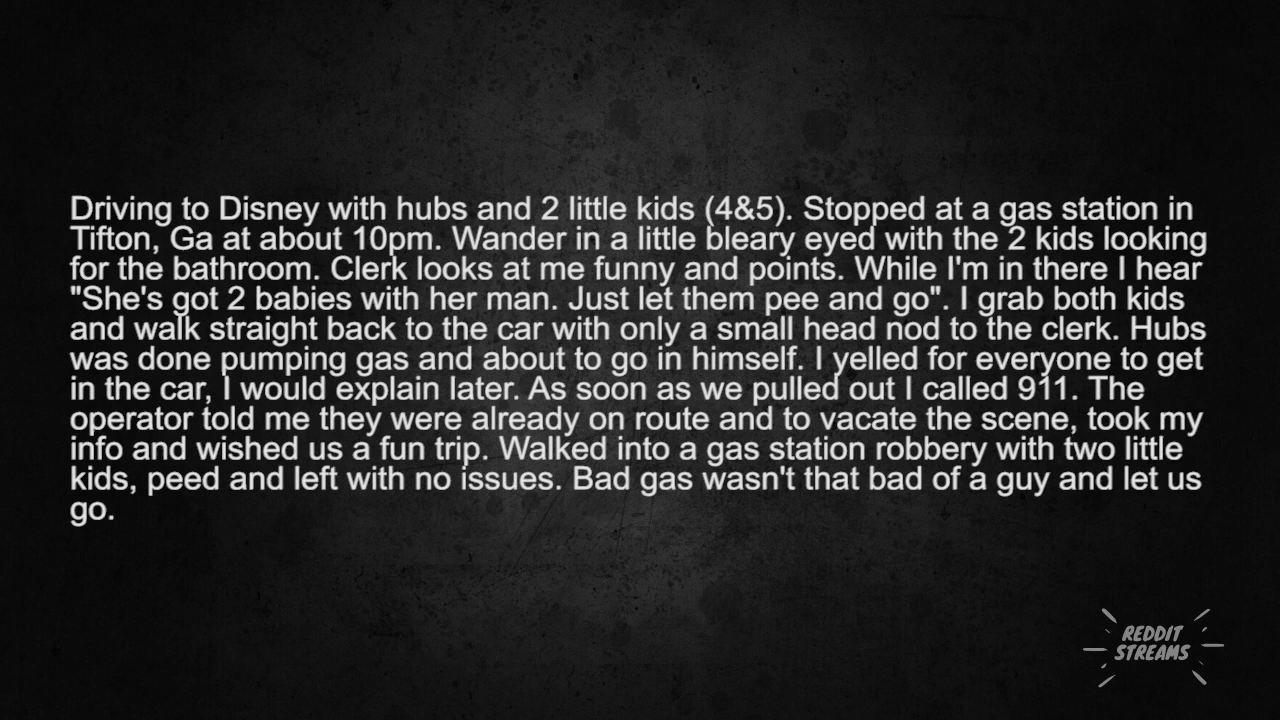 Driving to Disney with hubs and 2 little kids (4&5). Stopped at a gas station in
Tifton, Ga at about 10pm. Wander in a little bleary eyed with the 2 kids looking
for the bathroom. Clerk looks at me funny and points. While I'm in there I hear
"She's got 2 babies with her man. Just let them pee and go". I grab both kids
and walk straight back to the car with only a small head nod to the clerk. Hubs
was done pumping gas and about to go in himself. I yelled for everyone to get
in the car, I would explain later. As soon as we pulled out I called 911. The
operator told me they were already on route and to vacate the scene, took my
info and wished us a fun trip. Walked into a gas station robbery with two little
kids, peed and left with no issues. Bad gas wasn't that bad of a guy and let us
go.
REDDIT
STREAMS